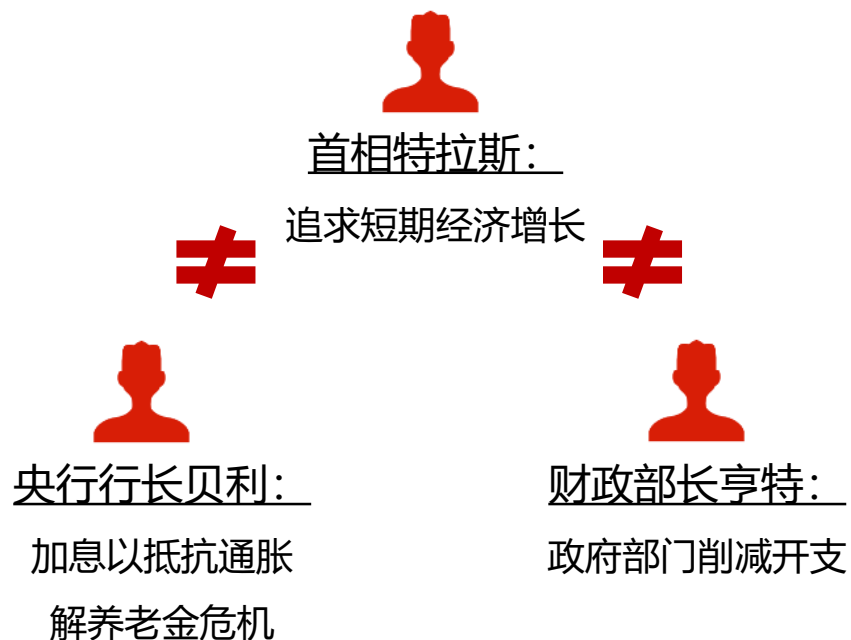 首相特拉斯：
追求短期经济增长
≠ ≠
央行行长贝利：
加息以抵抗通胀
解养老金危机
财政部长亨特：
政府部门削减开支